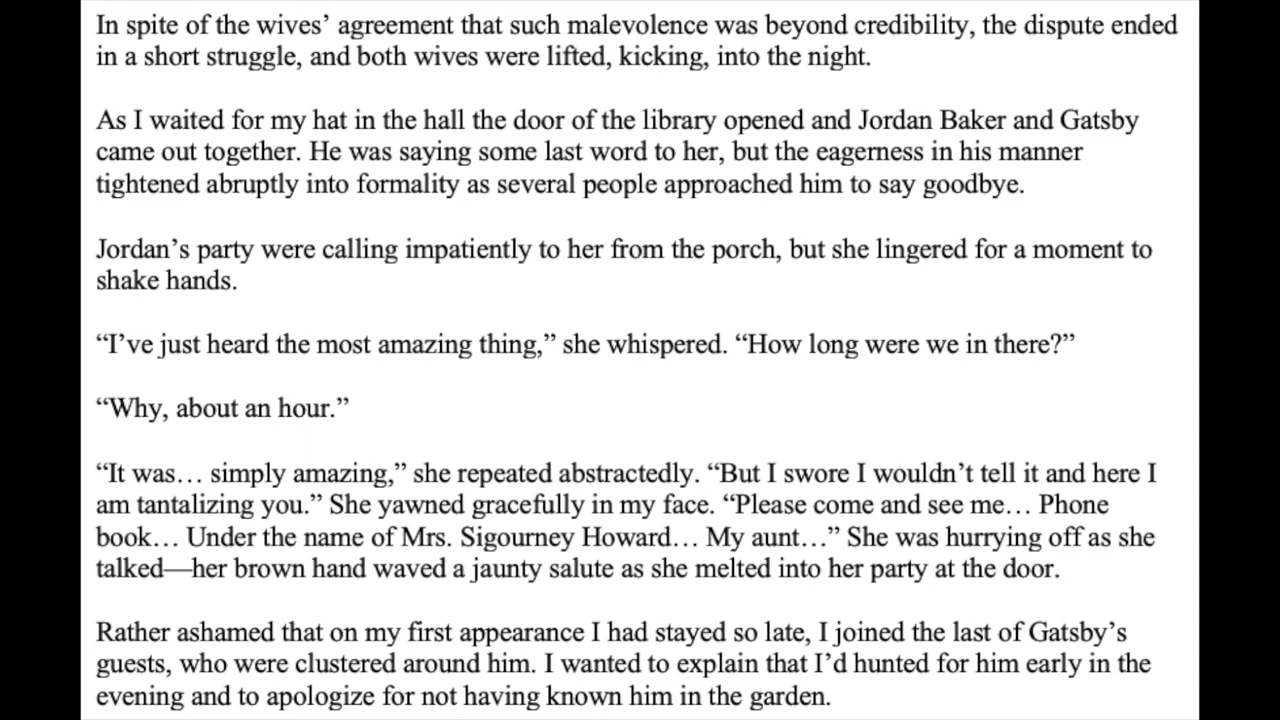 In spite of the wives’ agreement that such malevolence was beyond credibility, the dispute ended
in a short struggle, and both wives were lifted, kicking, into the night.
As I waited for my hat in the hall the door of the library opened and Jordan Baker and Gatsby
came out together. He was saying some last word to her, but the eagerness in his manner
tightened abruptly into formality as several people approached him to say goodbye.
Jordan’s party were calling impatiently to her from the porch, but she lingered for a moment to
shake hands.
“I’ve just heard the most amazing thing,” she whispered. “How long were we in there?”
“Why, about an hour.”
“It was… simply amazing,” she repeated abstractedly. “But I swore I wouldn’t tell it and here I
am tantalizing you.” She yawned gracefully in my face. “Please come and see me… Phone
book… Under the name of Mrs. Sigourney Howard… My aunt…” She was hurrying off as she
talked—her brown hand waved a jaunty salute as she melted into her party at the door.
Rather ashamed that on my first appearance I had stayed so late, I joined the last of Gatsby’s
guests, who were clustered around him. I wanted to explain that I’d hunted for him early in the
evening and to apologize for not having known him in the garden.